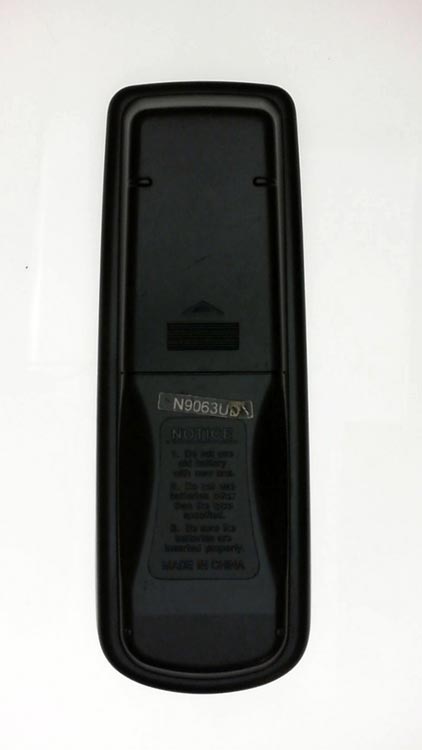 N9063UD
NOTICE
1. Do not use
old battery
with new one.
2. Do not use
batteries other
than the type
specified.
3. Be sure the
batteries are
inserted properly.
MADE IN CHINA